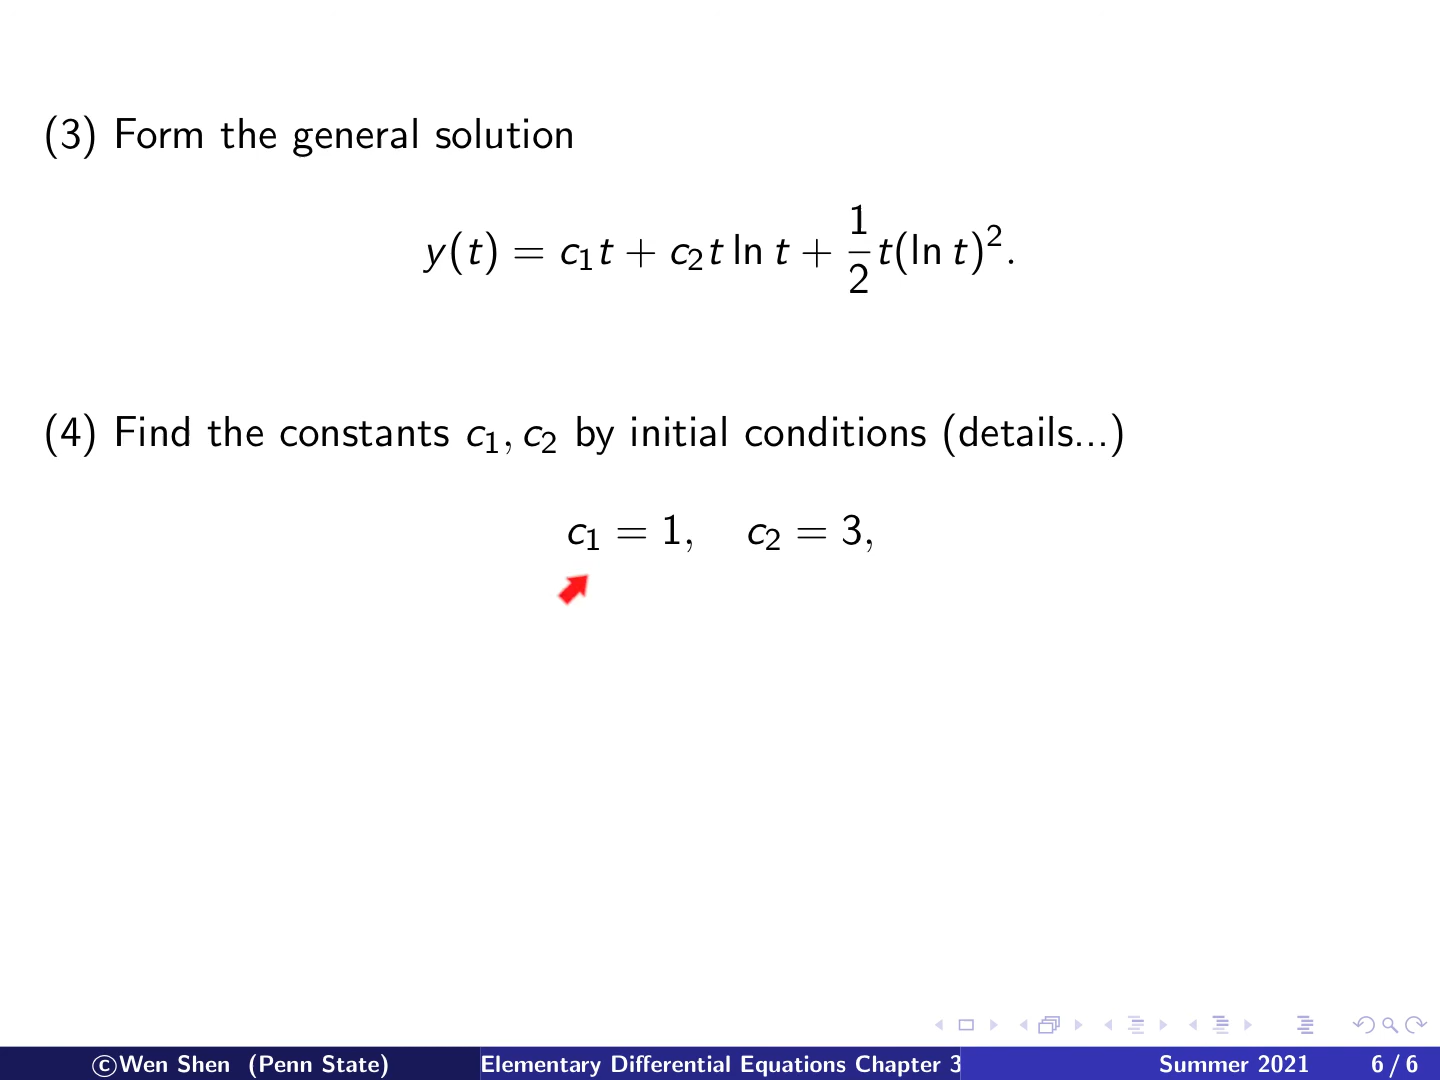 (3) Form the general solution
y(t) = c₁t + c₂t ln t + 1/2 t(ln t)².
(4) Find the constants c₁, c₂ by initial conditions (details...)
c₁ = 1, c₂ = 3,
©Wen Shen (Penn State) Elementary Differential Equations Chapter 3 Summer 2021 6 / 6